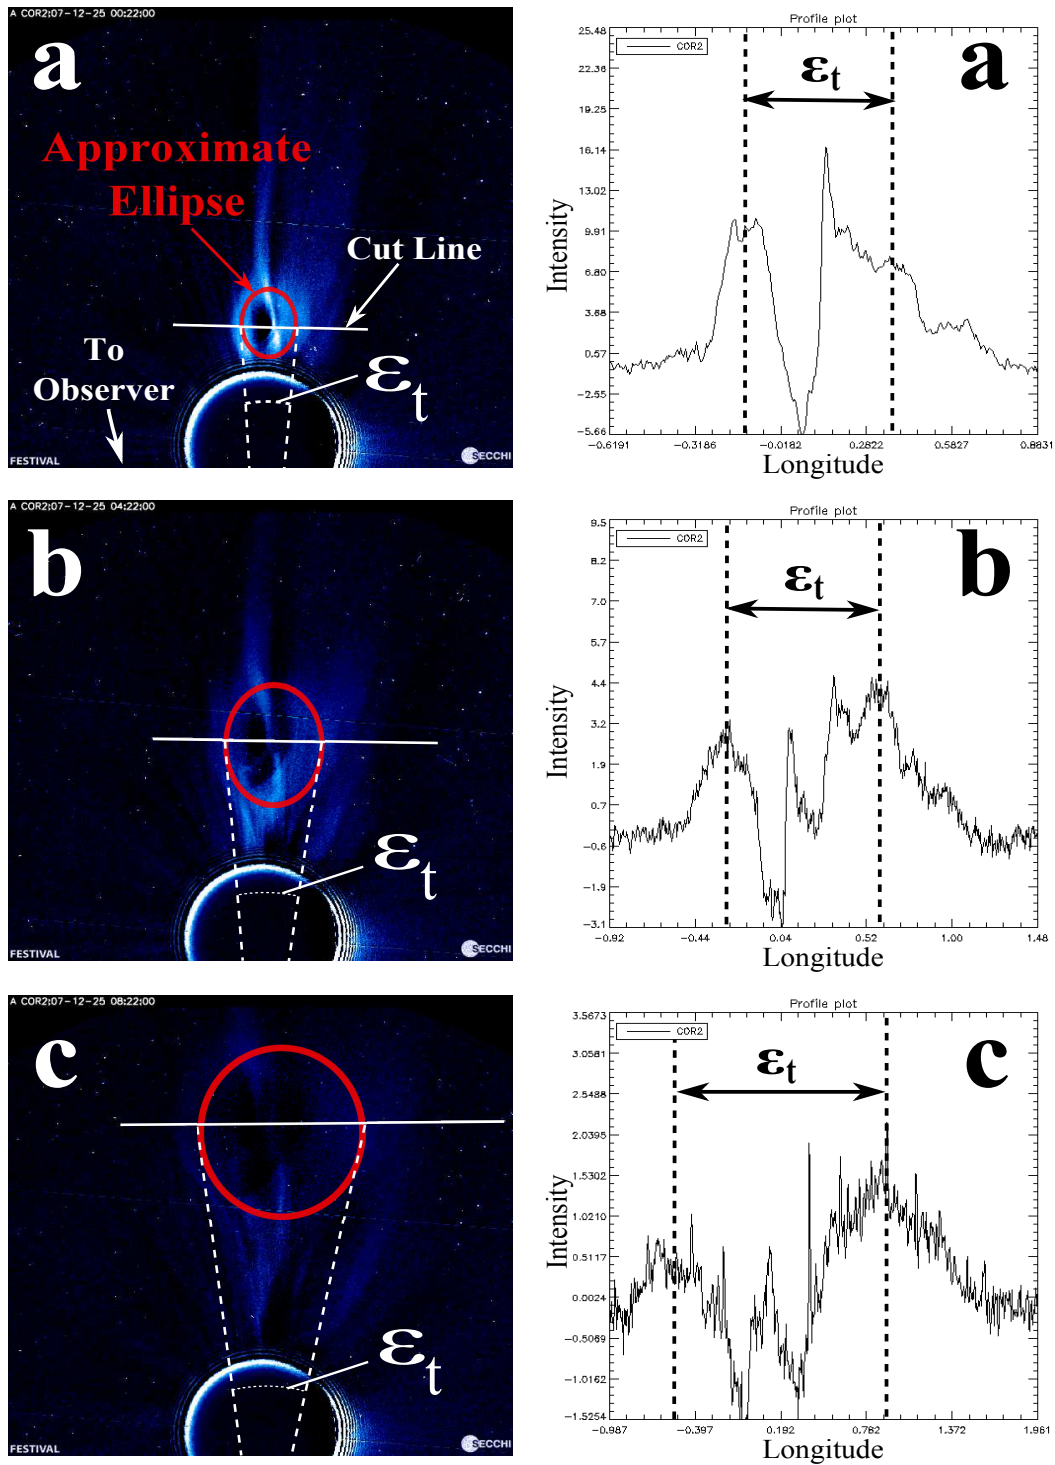 A COR2;07-12-25 00:22:00
a
Approximate
Ellipse
Cut Line
To
Observer
εt
FESTIVAL
SECCHI
Profile plot
COR2
a
εt
25.48
22.36
19.25
16.14
13.02
9.91
6.80
0.57
-2.55
-5.66
Intensity
-0.6191 -0.3186 -0.0182 0.2822 0.5827 0.8831
Longitude
A COR2;07-12-25 04:22:00
b
εt
FESTIVAL
SECCHI
Profile plot
COR2
b
εt
9.5
8.2
7.0
5.7
4.4
3.2
1.9
0.7
-0.6
-1.9
-3.1
Intensity
-0.92 -0.44 0.04 0.52 1.00 1.48
Longitude
A COR2;07-12-25 08:22:00
c
εt
FESTIVAL
SECCHI
Profile plot
COR2
c
εt
3.5673
3.0581
2.5488
2.0395
1.5302
1.0210
0.5117
0.0024
-0.5069
-1.0162
-1.5254
Intensity
-0.987 -0.397 0.192 0.782 1.372 1.961
Longitude